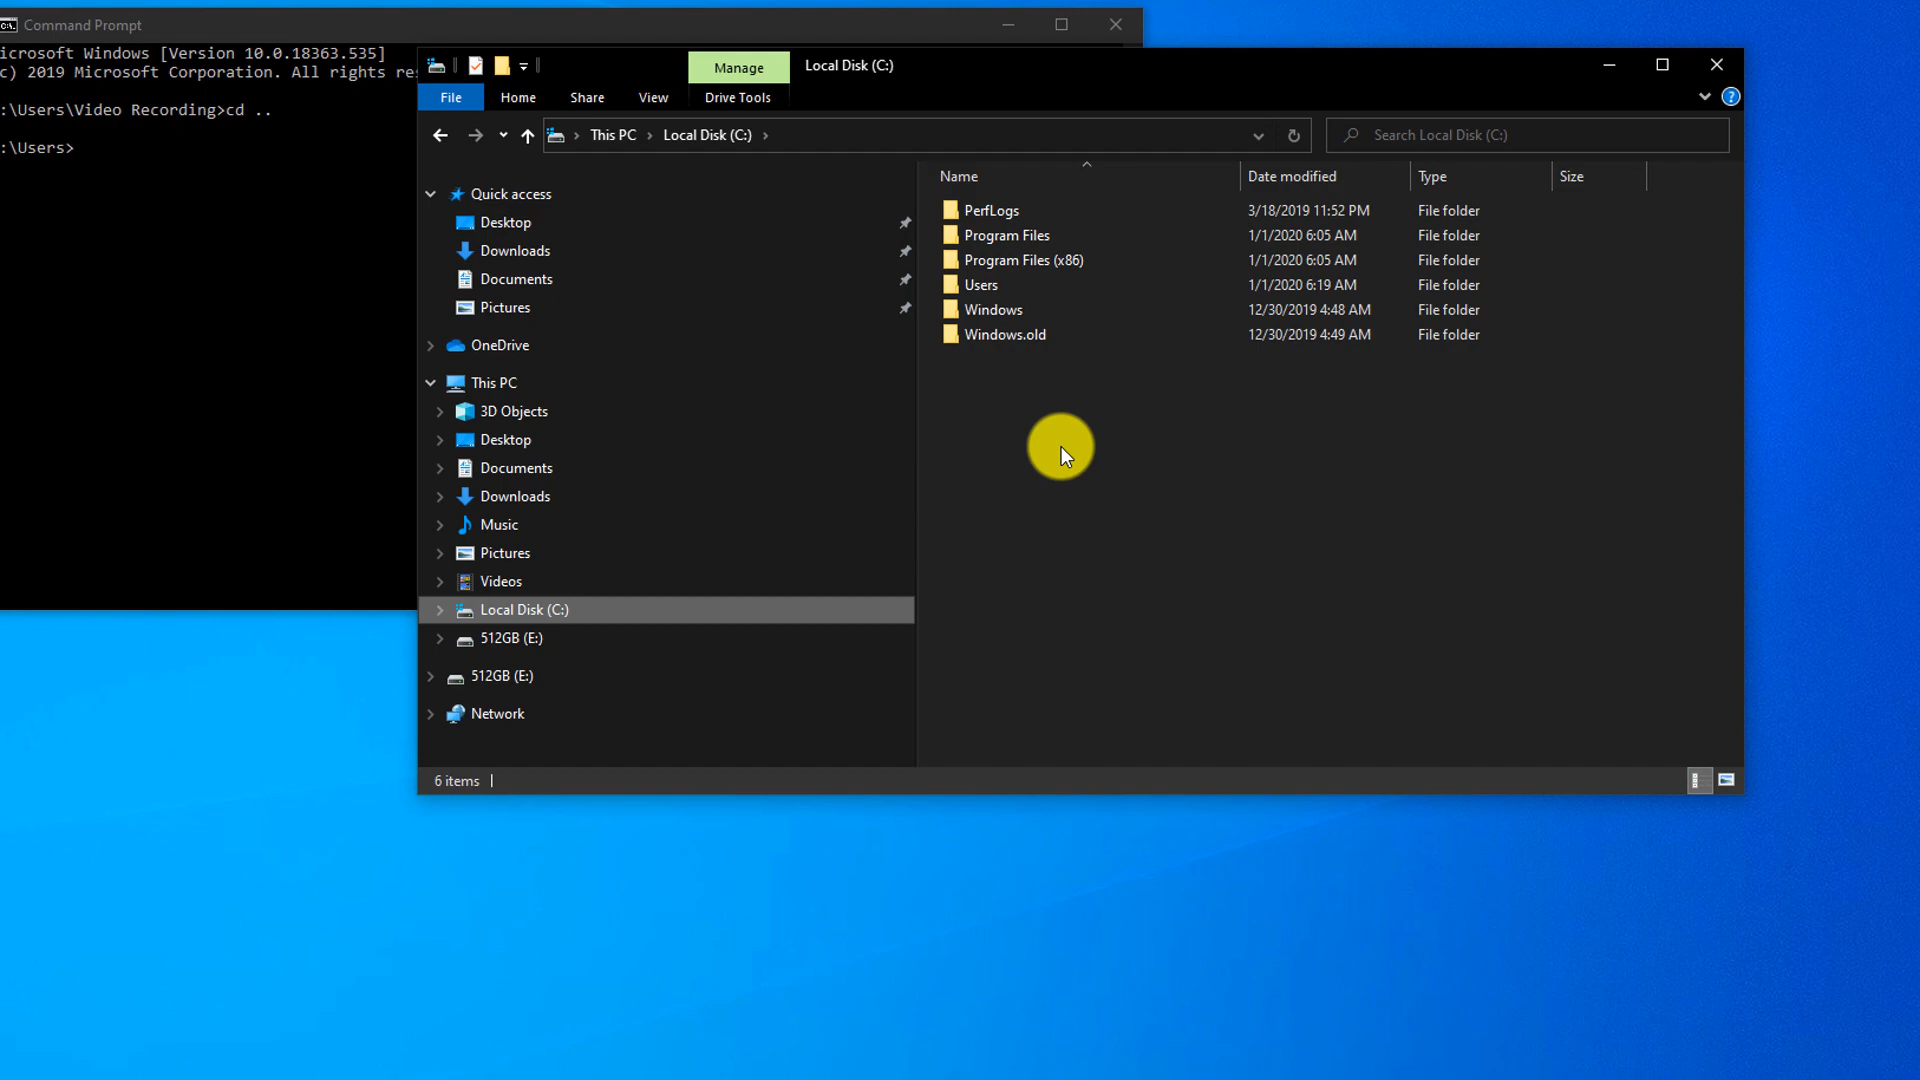 Command Prompt
icrosoft Windows [Version 10.0.18363.535]
c) 2019 Microsoft Corporation. All rights res
:\Users\Video Recording>cd ..
:\Users>
Manage
Local Disk (C:)
File
Home
Share
View
Drive Tools
This PC
Local Disk (C:)
Search Local Disk (C:)
Quick access
Desktop
Downloads
Documents
Pictures
OneDrive
This PC
3D Objects
Desktop
Documents
Downloads
Music
Pictures
Videos
Local Disk (C:)
512GB (E:)
512GB (E:)
Network
Name Date modified Type Size
PerfLogs 3/18/2019 11:52 PM File folder
Program Files 1/1/2020 6:05 AM File folder
Program Files (x86) 1/1/2020 6:05 AM File folder
Users 1/1/2020 6:19 AM File folder
Windows 12/30/2019 4:48 AM File folder
Windows.old 12/30/2019 4:49 AM File folder
6 items